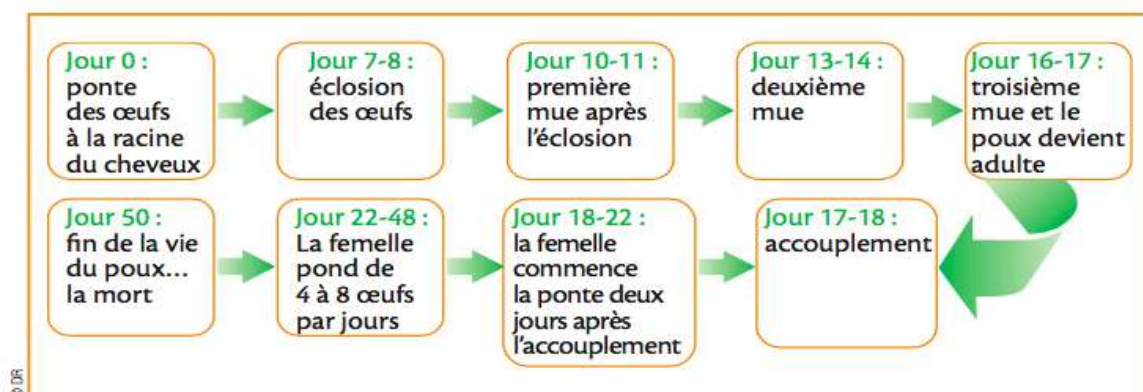 Jour 0 :
ponte
des œufs
à la racine
du cheveux
Jour 7-8 :
éclosion
des œufs
Jour 10-11 :
première
mue après
l'éclosion
Jour 13-14 :
deuxième
mue
Jour 16-17 :
troisième
mue et le
poux devient
adulte
Jour 17-18 :
accouplement
Jour 18-22 :
la femelle
commence
la ponte deux
jours après
l'accouplement
Jour 22-48 :
La femelle
pond de
4 à 8 œufs
par jours
Jour 50 :
fin de la vie
du poux...
la mort
© DR